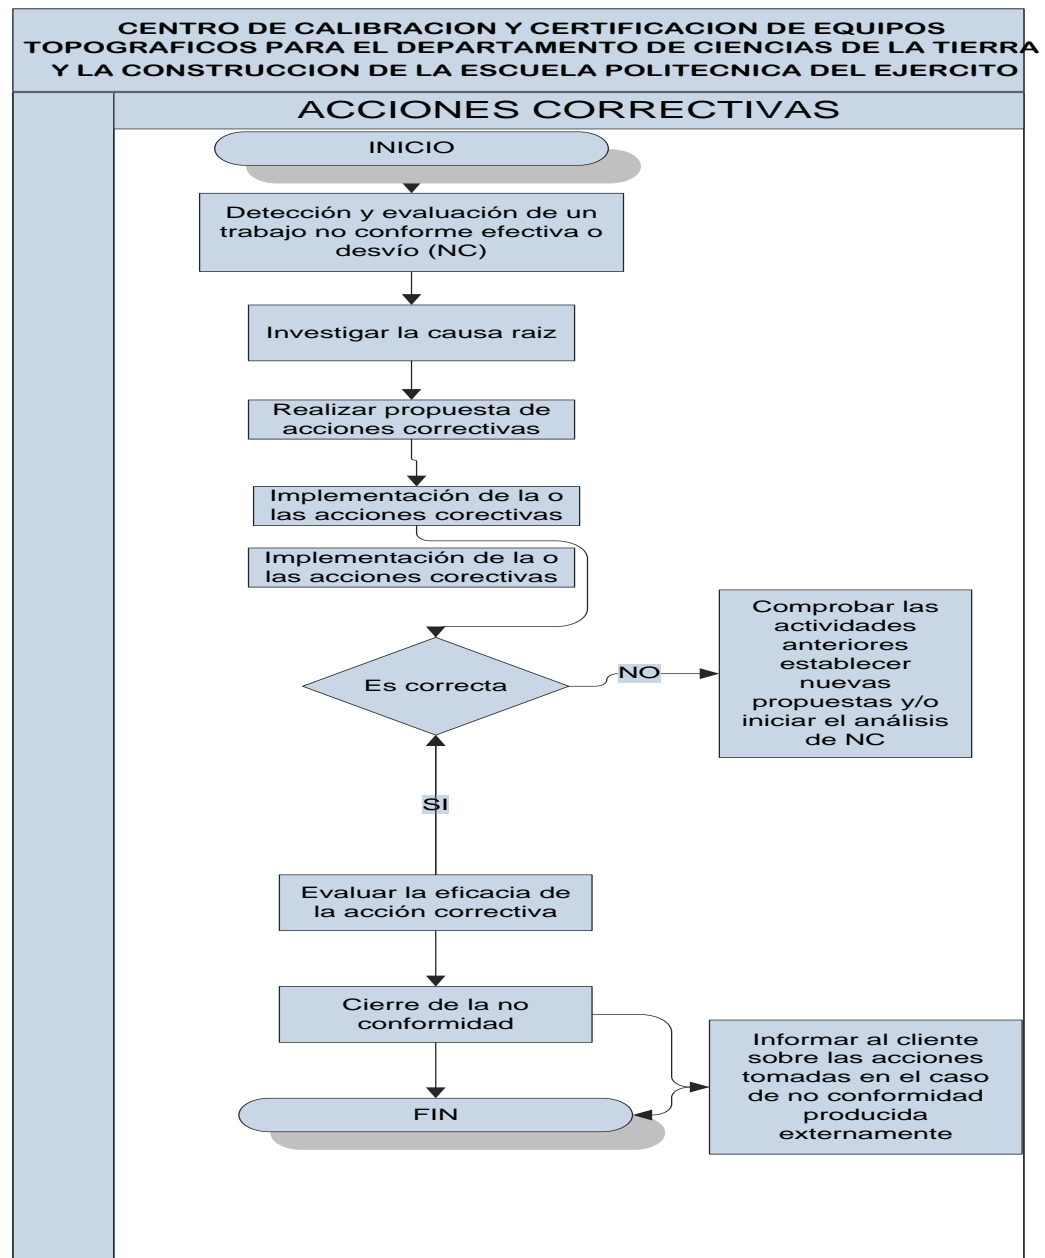 CENTRO DE CALIBRACION Y CERTIFICACION DE EQUIPOS
TOPOGRAFICOS PARA EL DEPARTAMENTO DE CIENCIAS DE LA TIERRA
Y LA CONSTRUCCION DE LA ESCUELA POLITECNICA DEL EJERCITO
ACCIONES CORRECTIVAS
INICIO
Detección y evaluación de un
trabajo no conforme efectiva o
desvío (NC)
Investigar la causa raiz
Realizar propuesta de
acciones correctivas
Implementación de la o
las acciones corectivas
Implementación de la o
las acciones corectivas
Es correcta
NO
Comprobar las
actividades
anteriores
establecer
nuevas
propuestas y/o
iniciar el análisis
de NC
SI
Evaluar la eficacia de
la acción correctiva
Cierre de la no
conformidad
Informar al cliente
sobre las acciones
tomadas en el caso
de no conformidad
producida
externamente
FIN